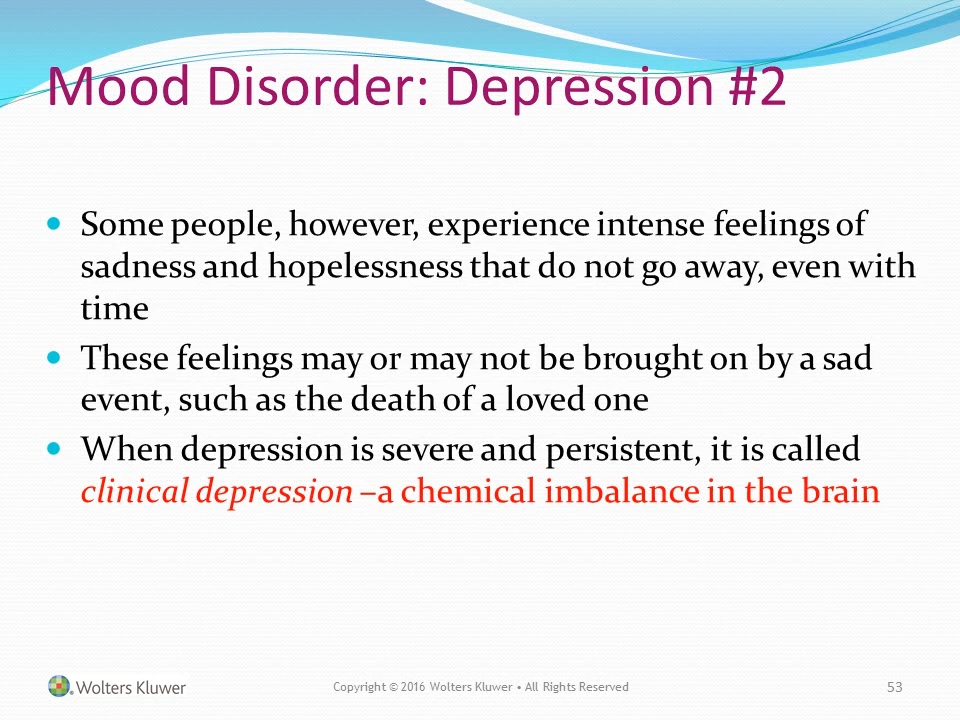 Mood Disorder: Depression #2
Some people, however, experience intense feelings of
sadness and hopelessness that do not go away, even with
time
These feelings may or may not be brought on by a sad
event, such as the death of a loved one
When depression is severe and persistent, it is called
clinical depression –a chemical imbalance in the brain
Wolters Kluwer
Copyright © 2016 Wolters Kluwer • All Rights Reserved
53